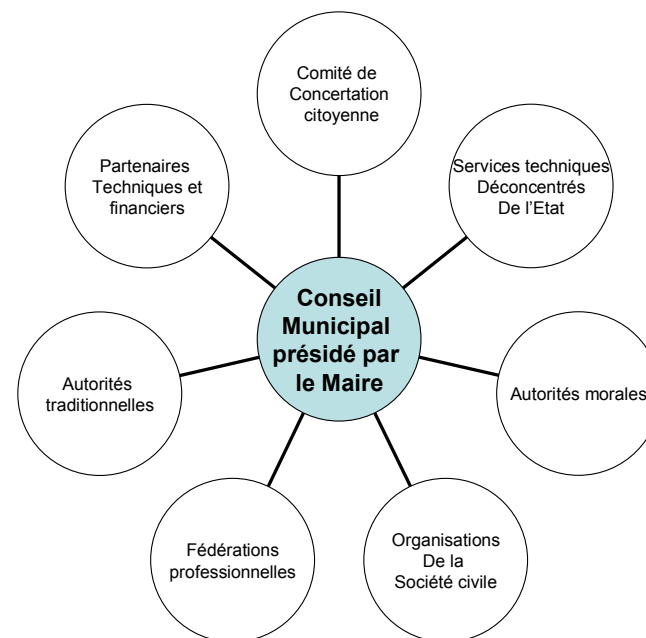 Comité de
Concertation
citoyenne
Partenaires
Techniques et
financiers
Services techniques
Déconcentrés
De l'Etat
Conseil
Municipal
présidé par
le Maire
Autorités
traditionnelles
Autorités morales
Fédérations
professionnelles
Organisations
De la
Société civile